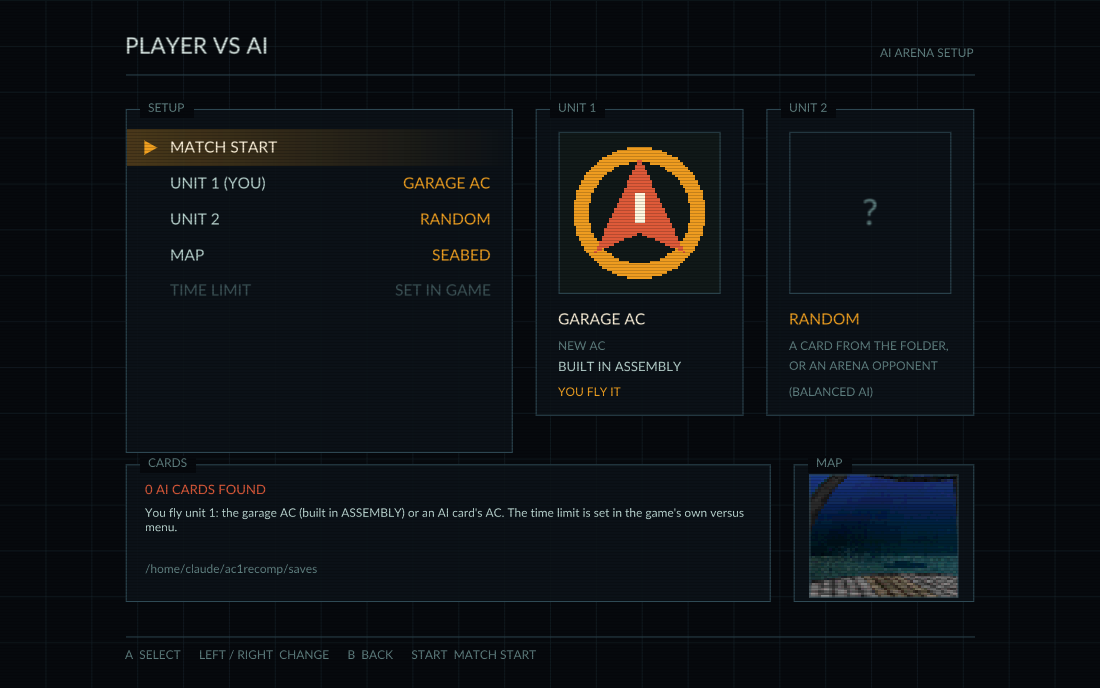 PLAYER VS AI
AI ARENA SETUP
SETUP
MATCH START
UNIT 1 (YOU) GARAGE AC
UNIT 2 RANDOM
MAP SEABED
TIME LIMIT SET IN GAME
UNIT 1
GARAGE AC
NEW AC
BUILT IN ASSEMBLY
YOU FLY IT
UNIT 2
?
RANDOM
A CARD FROM THE FOLDER,
OR AN ARENA OPPONENT
(BALANCED AI)
CARDS
0 AI CARDS FOUND
You fly unit 1: the garage AC (built in ASSEMBLY) or an AI card's AC. The time limit is set in the game's own versus
menu.
/home/claude/ac1recomp/saves
MAP
A SELECT LEFT / RIGHT CHANGE B BACK START MATCH START